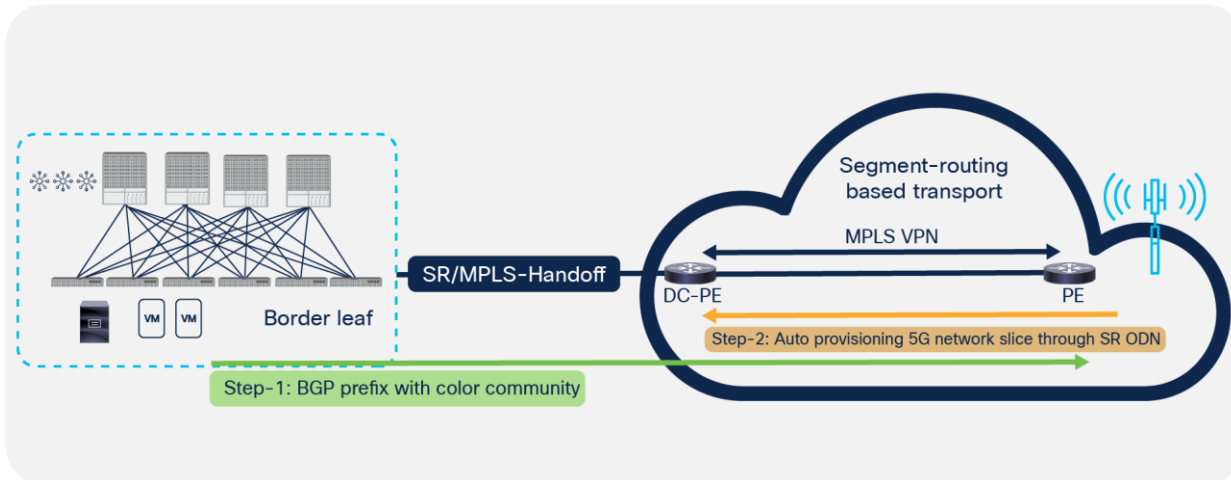 Segment-routing
based transport
MPLS VPN
SR/MPLS-Handoff
DC-PE
PE
VM
VM
Border leaf
Step-2: Auto provisioning 5G network slice through SR ODN
Step-1: BGP prefix with color community